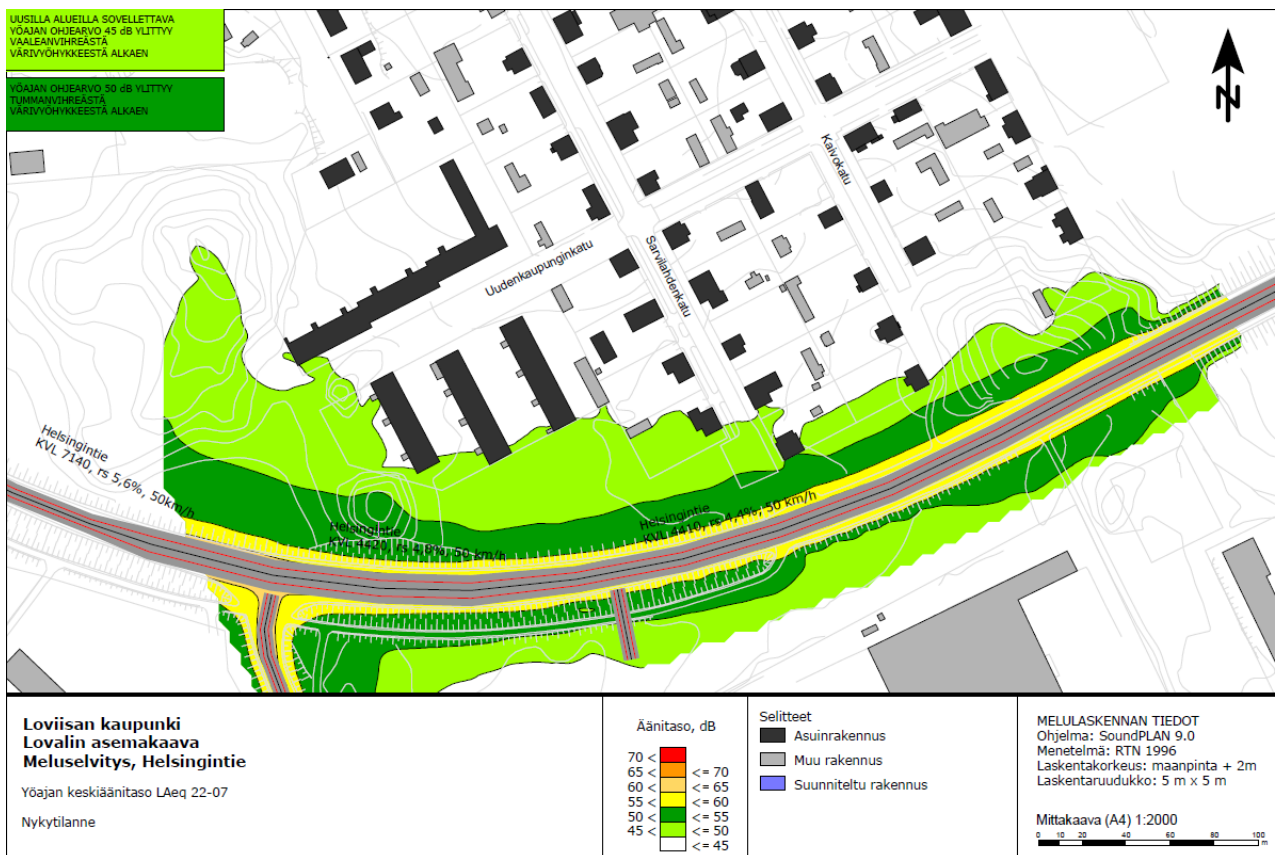 UUSILLA ALUEILLA SOVELLETTAVA
YÖAJAN OHJEARVO 45 dB YLITTYY
VAALEANVIHREÄSTÄ
VÄRIVYÖHYKKEESTÄ ALKAEN
YÖAJAN OHJEARVO 50 dB YLITTYY
TUMMANVIHREÄSTÄ
VÄRIVYÖHYKKEESTÄ ALKAEN
N
Kaivokatu
Sarvilahdenkatu
Uudenkaupunginkatu
Helsingintie
KVL 7140, rs 5,6%, 50km/h
Helsingintie
KVL 4420, rs 4,8%, 50 km/h
Helsingintie
KVL 4410, rs 4,4%, 50 km/h
Loviisan kaupunki
Lovalin asemakaava
Meluselvitys, Helsingintie
Yöajan keskiäänitaso LAeq 22-07
Nykytilanne
Äänitaso, dB
70 <
65 < <= 70
60 < <= 65
55 < <= 60
50 < <= 55
45 < <= 50
<= 45
Selitteet
Asuinrakennus
Muu rakennus
Suunniteltu rakennus
MELULASKENNAN TIEDOT
Ohjelma: SoundPLAN 9.0
Menetelmä: RTN 1996
Laskentakorkeus: maanpinta + 2m
Laskentaruudukko: 5 m x 5 m
Mittakaava (A4) 1:2000
0 10 20 40 60 80 100
m